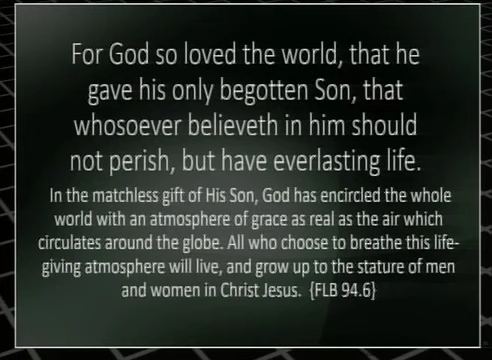 For God so loved the world, that he
gave his only begotten Son, that
whosoever believeth in him should
not perish, but have everlasting life.
In the matchless gift of His Son, God has encircled the whole
world with an atmosphere of grace as real as the air which
circulates around the globe. All who choose to breathe this life-
giving atmosphere will live, and grow up to the stature of men
and women in Christ Jesus. {FLB 94.6}